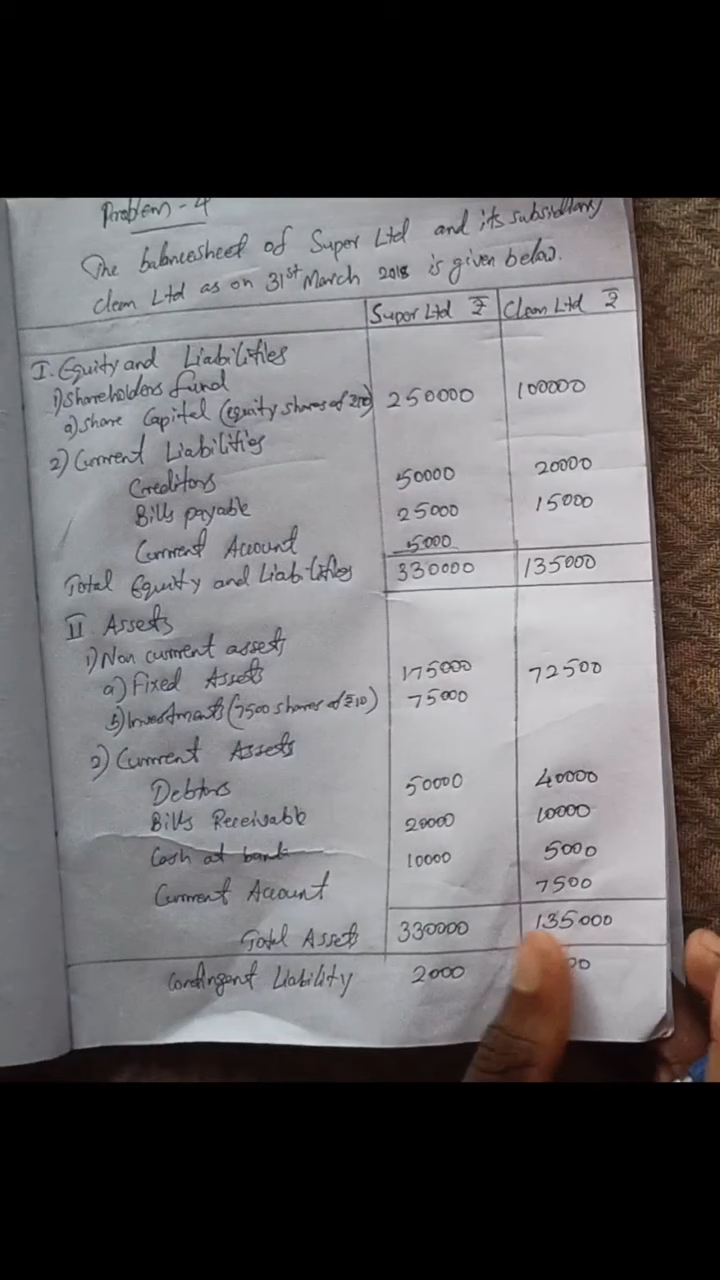 Problem - 4
The balancesheet of Super Ltd and its subsidiary
clean Ltd as on 31st March 2018 is given below.
Super Ltd ₹ Clean Ltd ₹
I. Equity and Liabilities
1) Shareholders fund
a) share Capital (equity shares of ₹10) 250000 100000
2) Current Liabilities
Creditors 50000 20000
Bills payable 25000 15000
Current Account 5000
Total Equity and Liabilities 330000 135000
II Assets
1) Non current assets
a) Fixed Assets 175000 72500
b) Investments (7500 shares of ₹10) 75000
2) Current Assets
Debtors 50000 40000
Bills Receivable 20000 10000
Cash at bank 10000 5000
Current Account 7500
Total Assets 330000 135000
Contingent Liability 2000